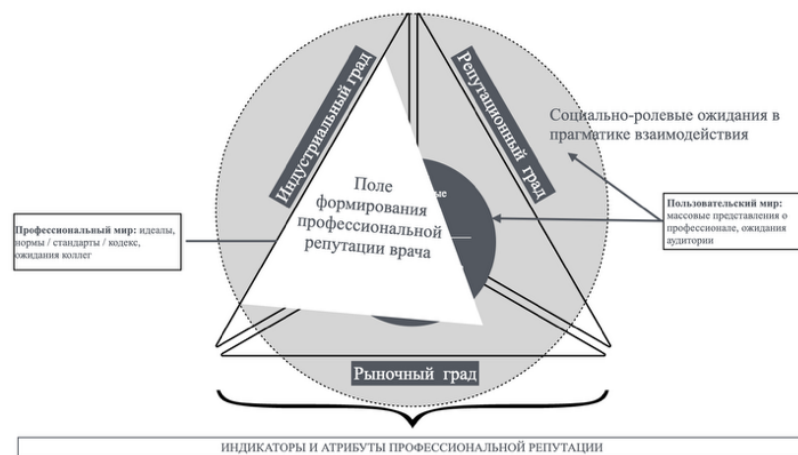 Индустриальный град
Репутационный град
Социально-ролевые ожидания в
прагматике взаимодействия
Поле
формирования
профессиональной
репутации врача
Профессиональный мир: идеалы,
нормы / стандарты / кодекс,
ожидания коллег
Пользовательский мир:
массовые представления о
профессионале, ожидания
аудитории
Рыночный град
ИНДИКАТОРЫ И АТРИБУТЫ ПРОФЕССИОНАЛЬНОЙ РЕПУТАЦИИ